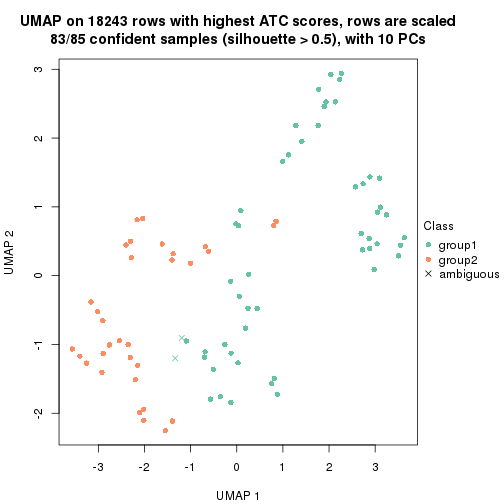 UMAP on 18243 rows with highest ATC scores, rows are scaled
83/85 confident samples (silhouette > 0.5), with 10 PCs
3
2
1
0
-1
-2
UMAP 2
-3 -2 -1 0 1 2 3
UMAP 1
Class
group1
group2
ambiguous